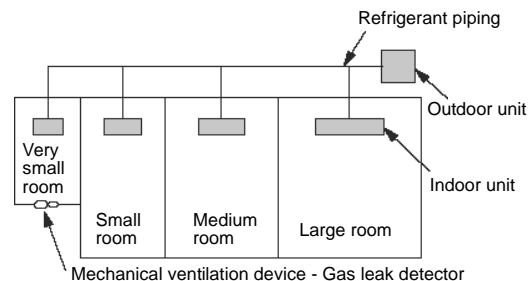 Refrigerant piping
Outdoor unit
Indoor unit
Very
small
room
Small
room
Medium
room
Large room
Mechanical ventilation device - Gas leak detector